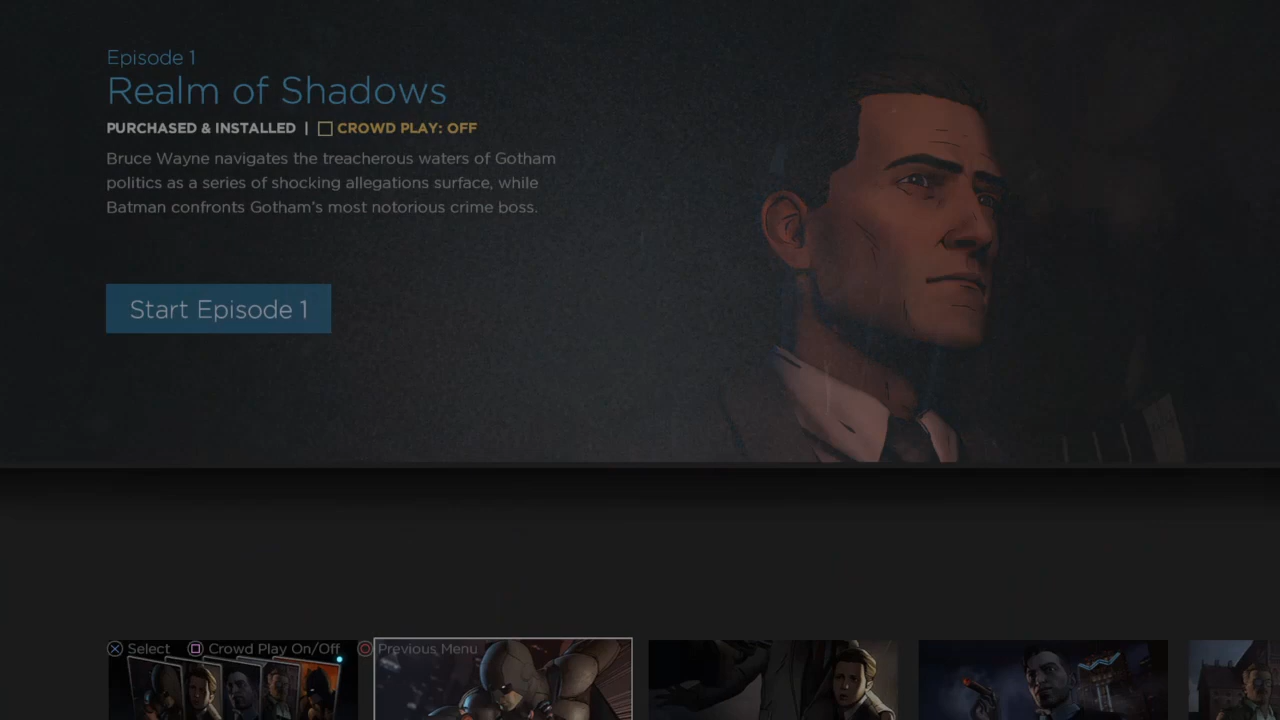 Episode 1
Realm of Shadows
PURCHASED & INSTALLED | CROWD PLAY: OFF
Bruce Wayne navigates the treacherous waters of Gotham
politics as a series of shocking allegations surface, while
Batman confronts Gotham's most notorious crime boss.
Start Episode 1
Select Crowd Play On/Off Previous Menu